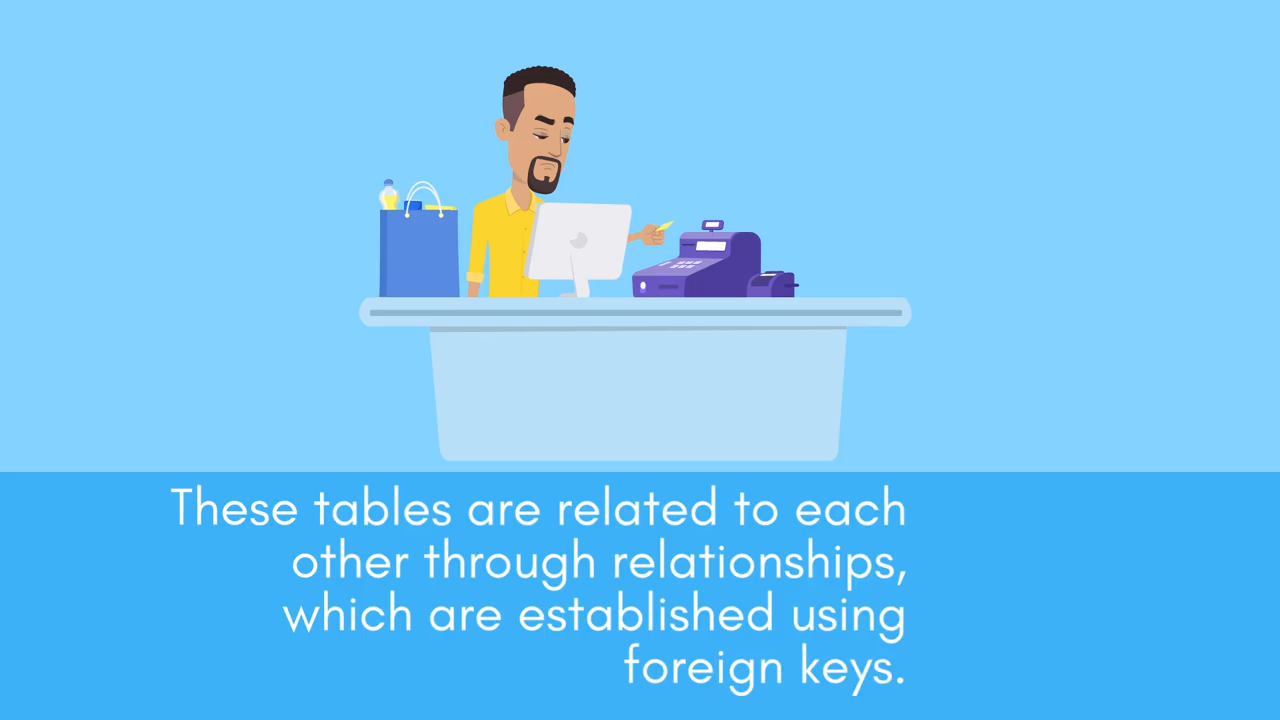 These tables are related to each
other through relationships,
which are established using
foreign keys.